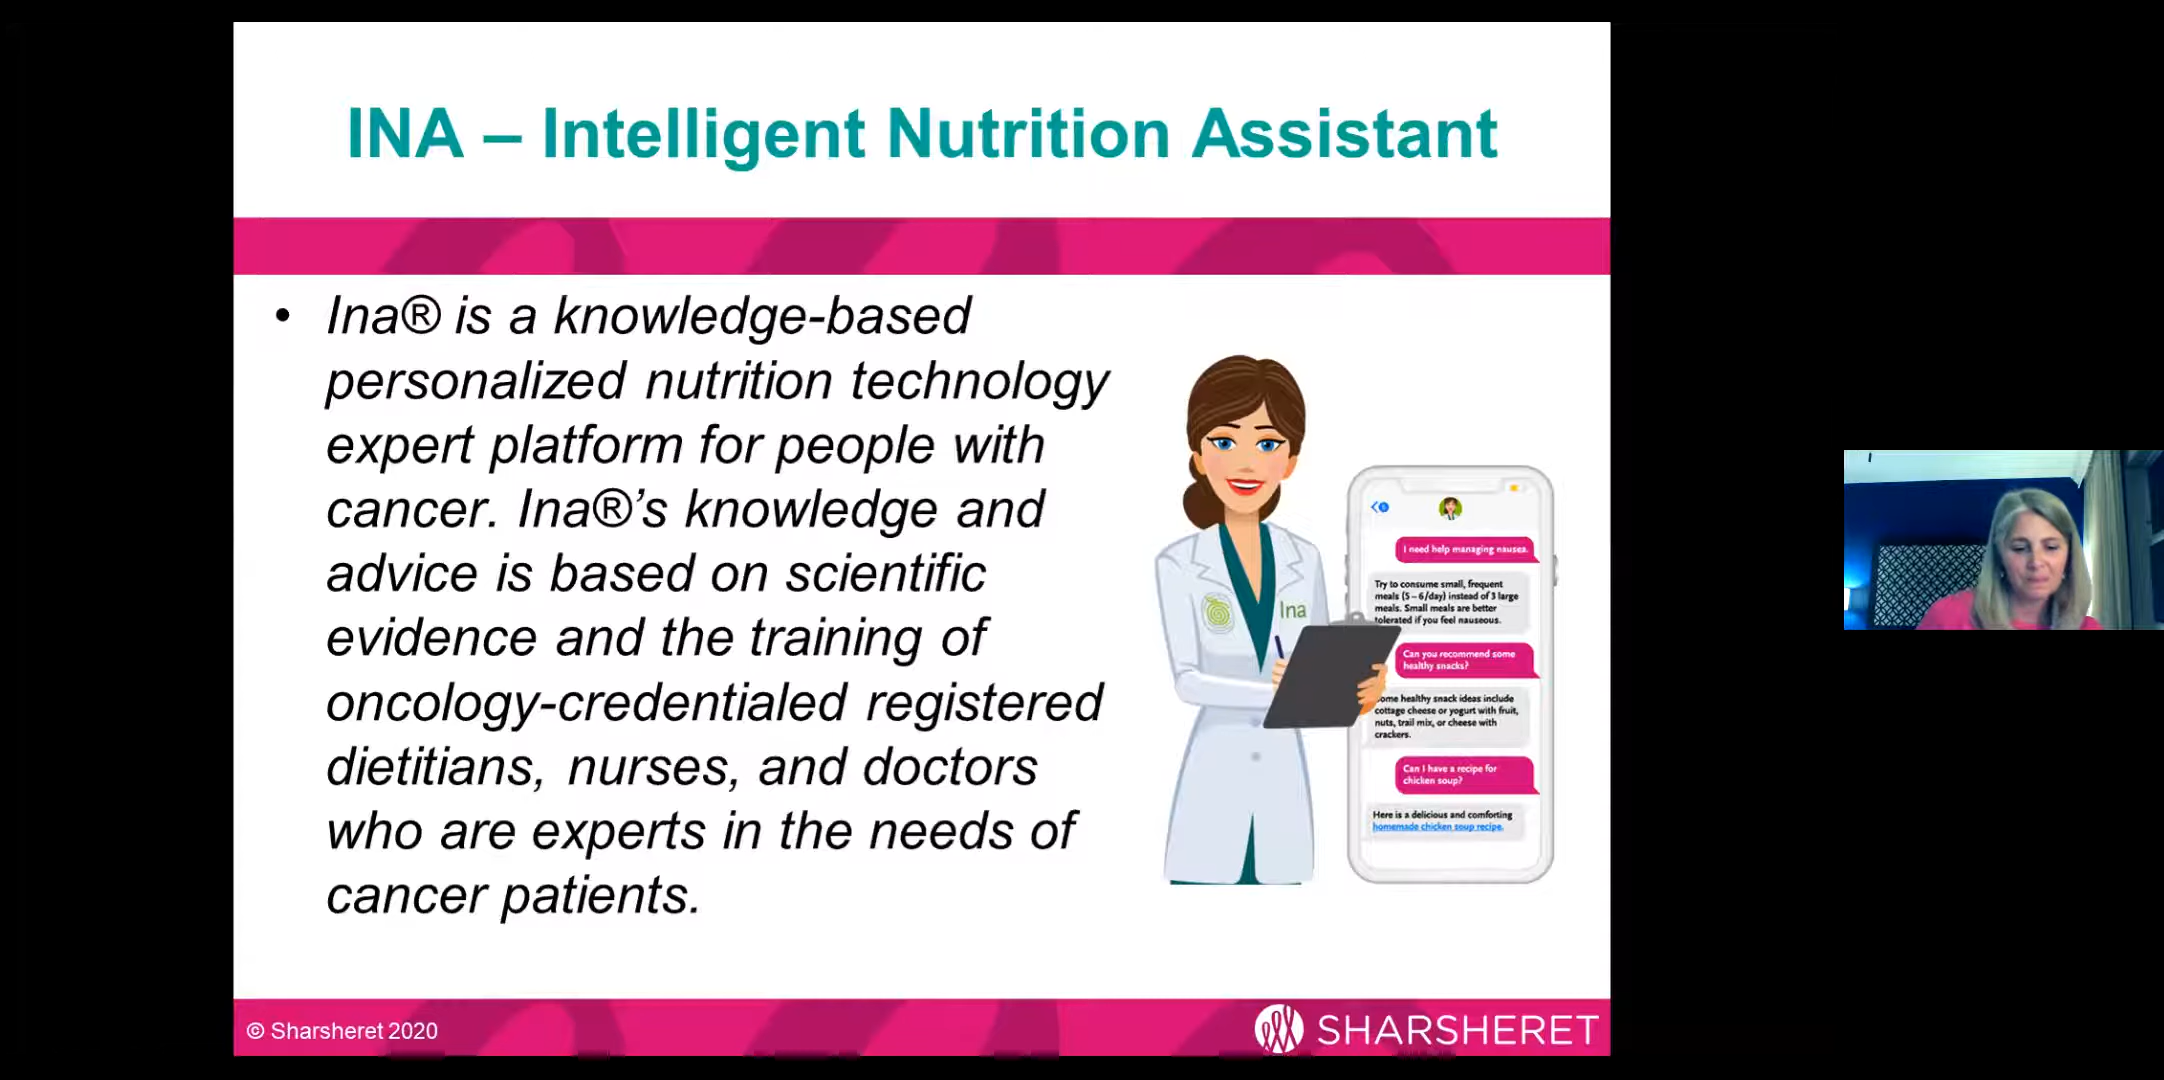 INA – Intelligent Nutrition Assistant
• Ina® is a knowledge-based
personalized nutrition technology
expert platform for people with
cancer. Ina®’s knowledge and
advice is based on scientific
evidence and the training of
oncology-credentialed registered
dietitians, nurses, and doctors
who are experts in the needs of
cancer patients.
Ina
I need help managing nausea.
Try to consume small, frequent
meals (5 – 6/day) instead of 3 large
meals. Small meals are better
tolerated if you feel nauseous.
Can you recommend some
healthy snacks?
ome healthy snack ideas include
cottage cheese or yogurt with fruit,
nuts, trail mix, or cheese with
crackers.
Can I have a recipe for
chicken soup?
Here is a delicious and comforting
homemade chicken soup recipe.
© Sharsheret 2020
SHARSHERET